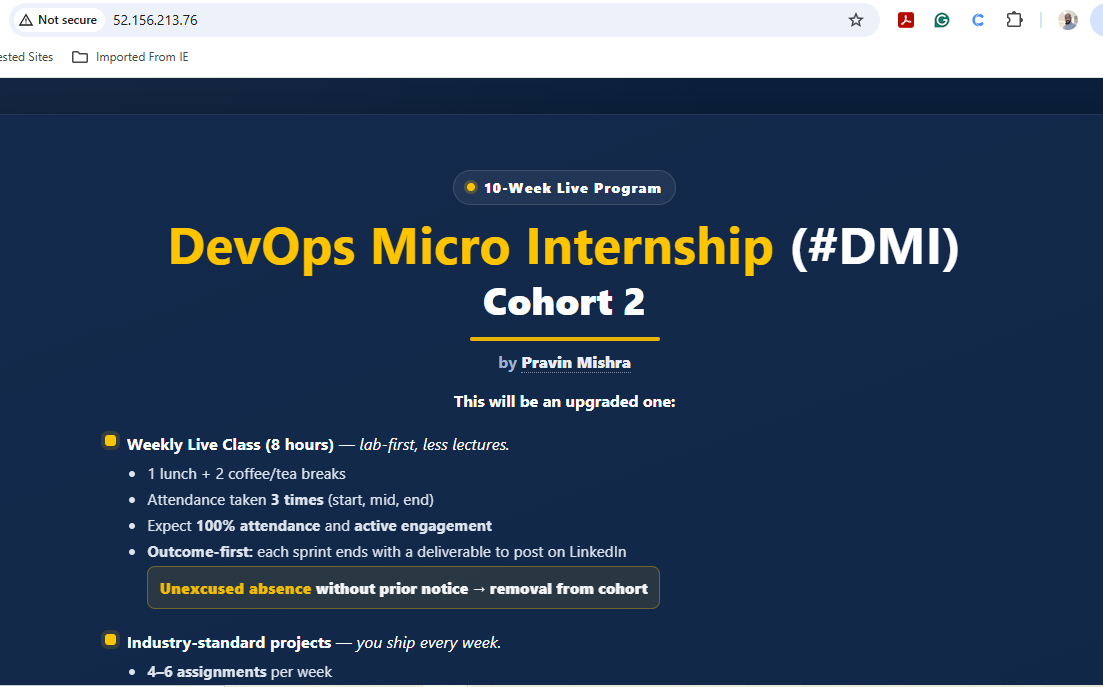 Not secure 52.156.213.76
ested Sites Imported From IE
10-Week Live Program
DevOps Micro Internship (#DMI)
Cohort 2
by Pravin Mishra
This will be an upgraded one:
Weekly Live Class (8 hours) — lab-first, less lectures.
• 1 lunch + 2 coffee/tea breaks
• Attendance taken 3 times (start, mid, end)
• Expect 100% attendance and active engagement
• Outcome-first: each sprint ends with a deliverable to post on LinkedIn
Unexcused absence without prior notice → removal from cohort
Industry-standard projects — you ship every week.
• 4–6 assignments per week